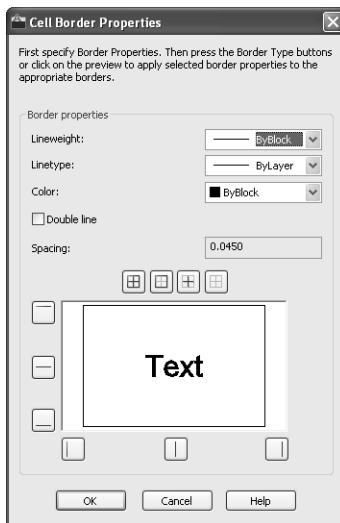 Cell Border Properties
First specify Border Properties. Then press the Border Type buttons
or click on the preview to apply selected border properties to the
appropriate borders.
Border properties
Lineweight:
ByBlock
Linetype:
ByLayer
Color:
ByBlock
Double line
Spacing:
0.0450
Text
OK
Cancel
Help